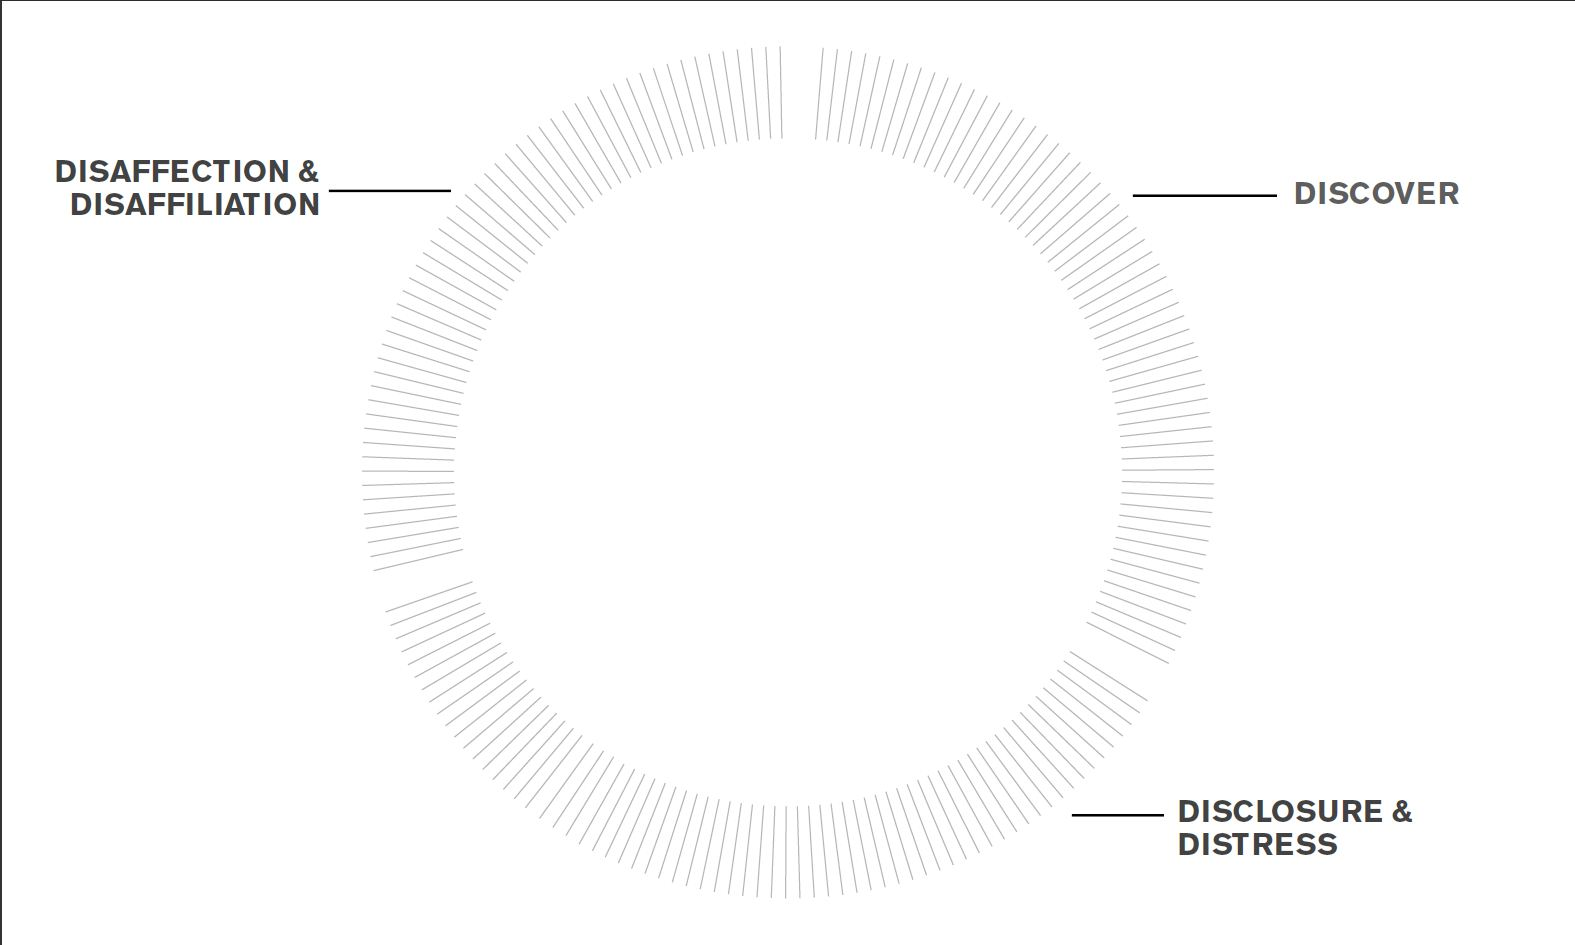 DISAFFECTION &
DISAFFILIATION
DISCOVER
DISCLOSURE &
DISTRESS